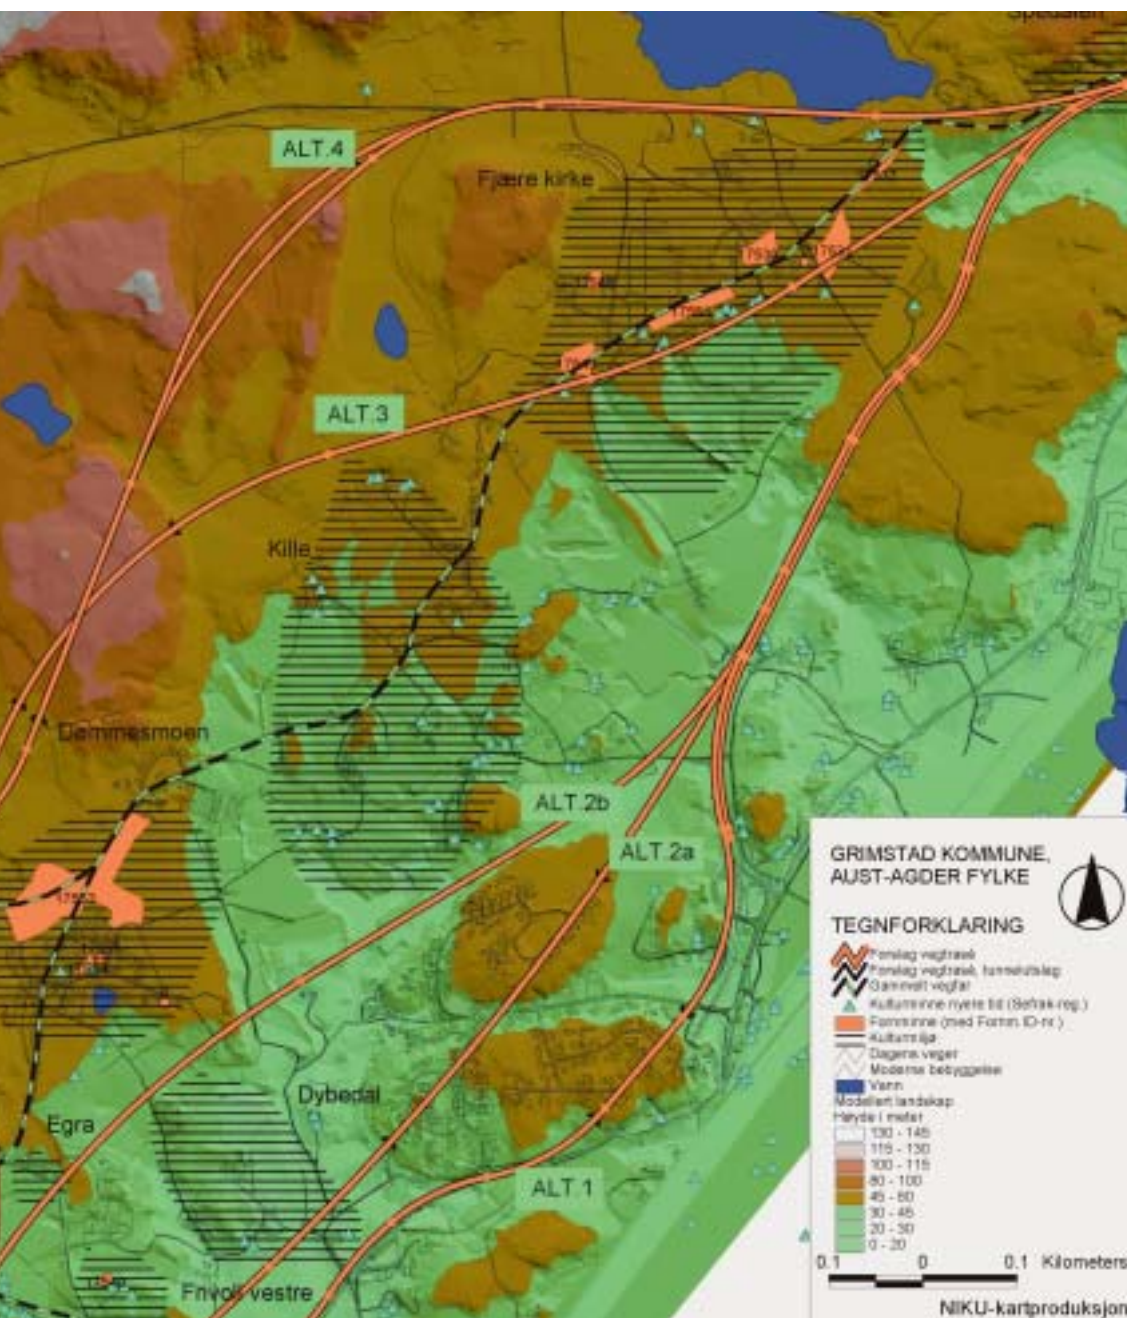 ALT.4
Fjære kirke
ALT.3
Kille
Dømmesmoen
ALT.2b
ALT.2a
Dybedal
Egra
ALT.1
Frivoll vestre
GRIMSTAD KOMMUNE,
AUST-AGDER FYLKE
TEGNFORKLARING
Forslag vegtrasé
Forslag vegtrasé, tunnelutslag
Gammelt vegfar
Kulturminne nyere tid (Sefrak-reg.)
Fornminne (med Fornm.ID-nr.)
Kulturmiljø
Dagens veger
Moderne bebyggelse
Vann
Modellert landskap
Høyde i meter
130 - 145
115 - 130
100 - 115
80 - 100
45 - 80
30 - 45
20 - 30
0 - 20
0.1 0 0.1 Kilometers
NIKU-kartproduksjon